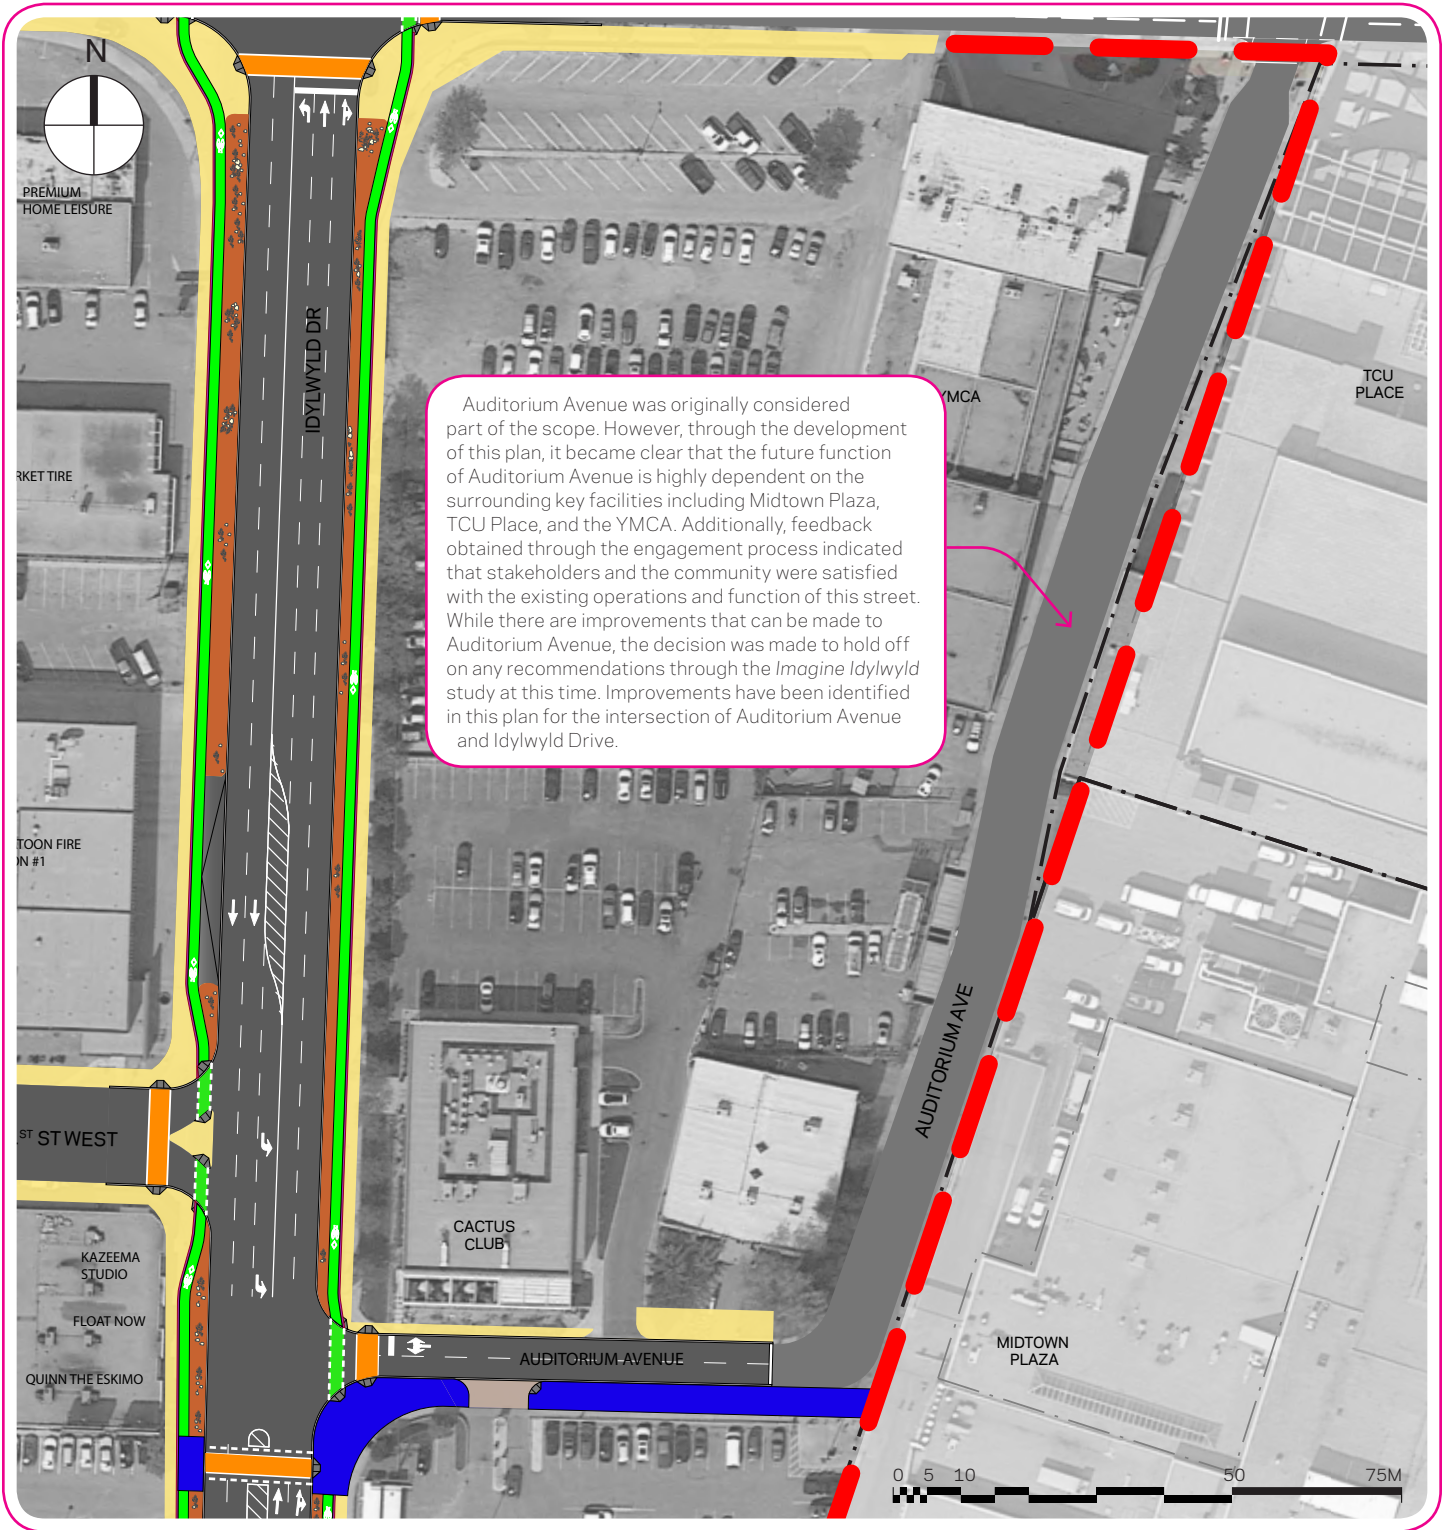 N
PREMIUM
HOME LEISURE
IDYLWYLD DR
TCU
PLACE
YMCA
Auditorium Avenue was originally considered
part of the scope. However, through the development
of this plan, it became clear that the future function
of Auditorium Avenue is highly dependent on the
surrounding key facilities including Midtown Plaza,
TCU Place, and the YMCA. Additionally, feedback
obtained through the engagement process indicated
that stakeholders and the community were satisfied
with the existing operations and function of this street.
While there are improvements that can be made to
Auditorium Avenue, the decision was made to hold off
on any recommendations through the Imagine Idylwyld
study at this time. Improvements have been identified
in this plan for the intersection of Auditorium Avenue
and Idylwyld Drive.
RKET TIRE
TOON FIRE
ON #1
AUDITORIUM AVE
ST ST WEST
CACTUS
CLUB
KAZEEMA
STUDIO
FLOAT NOW
QUINN THE ESKIMO
AUDITORIUM AVENUE
MIDTOWN
PLAZA
0 5 10 50 75M